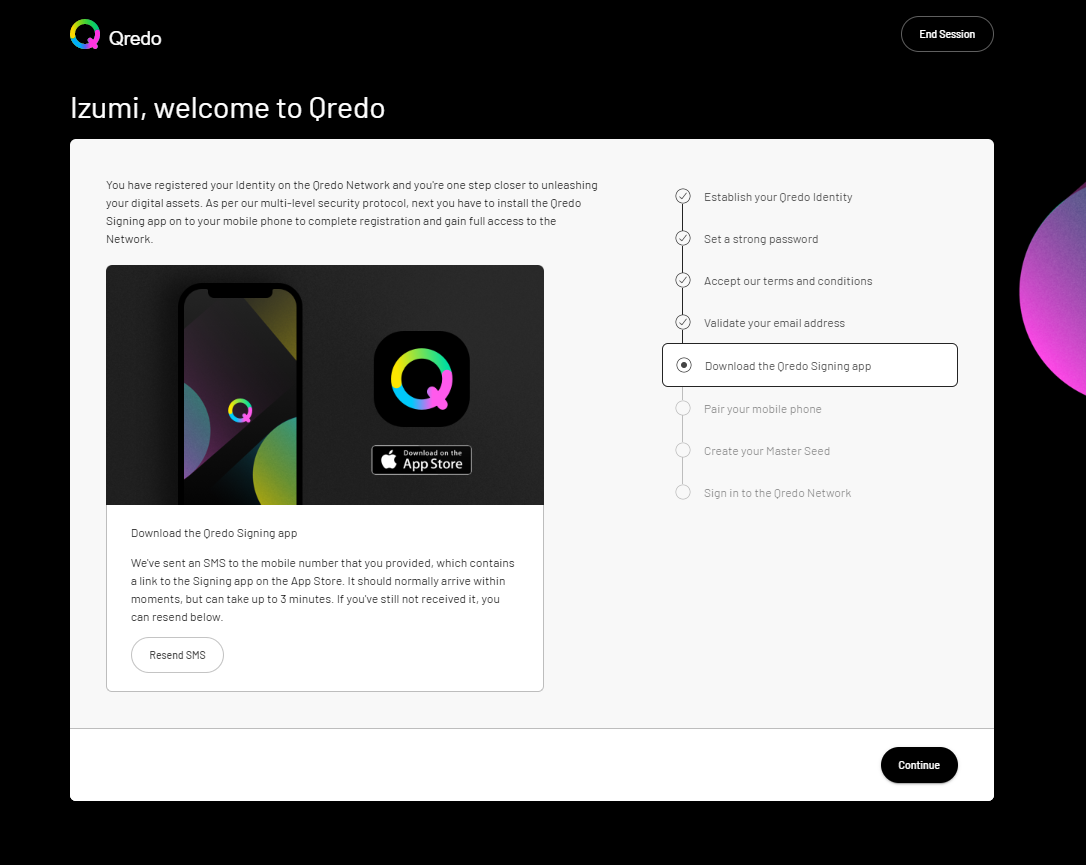 Qredo
End Session
Izumi, welcome to Qredo
You have registered your Identity on the Qredo Network and you're one step closer to unleashing
your digital assets. As per our multi-level security protocol, next you have to install the Qredo
Signing app on to your mobile phone to complete registration and gain full access to the
Network.
Download on the
App Store
Download the Qredo Signing app
We've sent an SMS to the mobile number that you provided, which contains
a link to the Signing app on the App Store. It should normally arrive within
moments, but can take up to 3 minutes. If you've still not received it, you
can resend below.
Resend SMS
Establish your Qredo Identity
Set a strong password
Accept our terms and conditions
Validate your email address
Download the Qredo Signing app
Pair your mobile phone
Create your Master Seed
Sign in to the Qredo Network
Continue